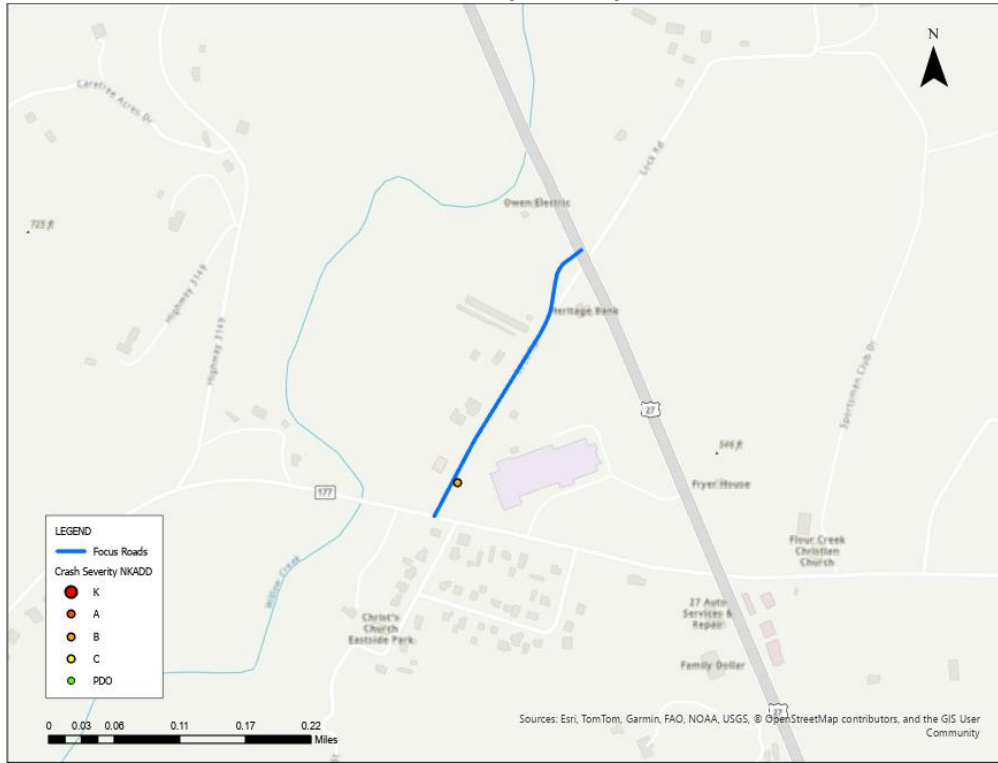 N
Caretree Acres Dr
Lock Rd
Owen Electric
725 ft
Highway 3149
Highway 3149
Heritage Bank
Sportsmen Club Dr
27
546 ft
Fryer House
177
Flour Creek
Christian
Church
Willow Creek
27 Auto
Services &
Repair
Christ's
Church
Eastside Park
Family Dollar
27
LEGEND
Focus Roads
Crash Severity NKADD
K
A
B
C
PDO
0 0.03 0.06 0.11 0.17 0.22
Miles
Sources: Esri, TomTom, Garmin, FAO, NOAA, USGS, © OpenStreetMap contributors, and the GIS User
Community